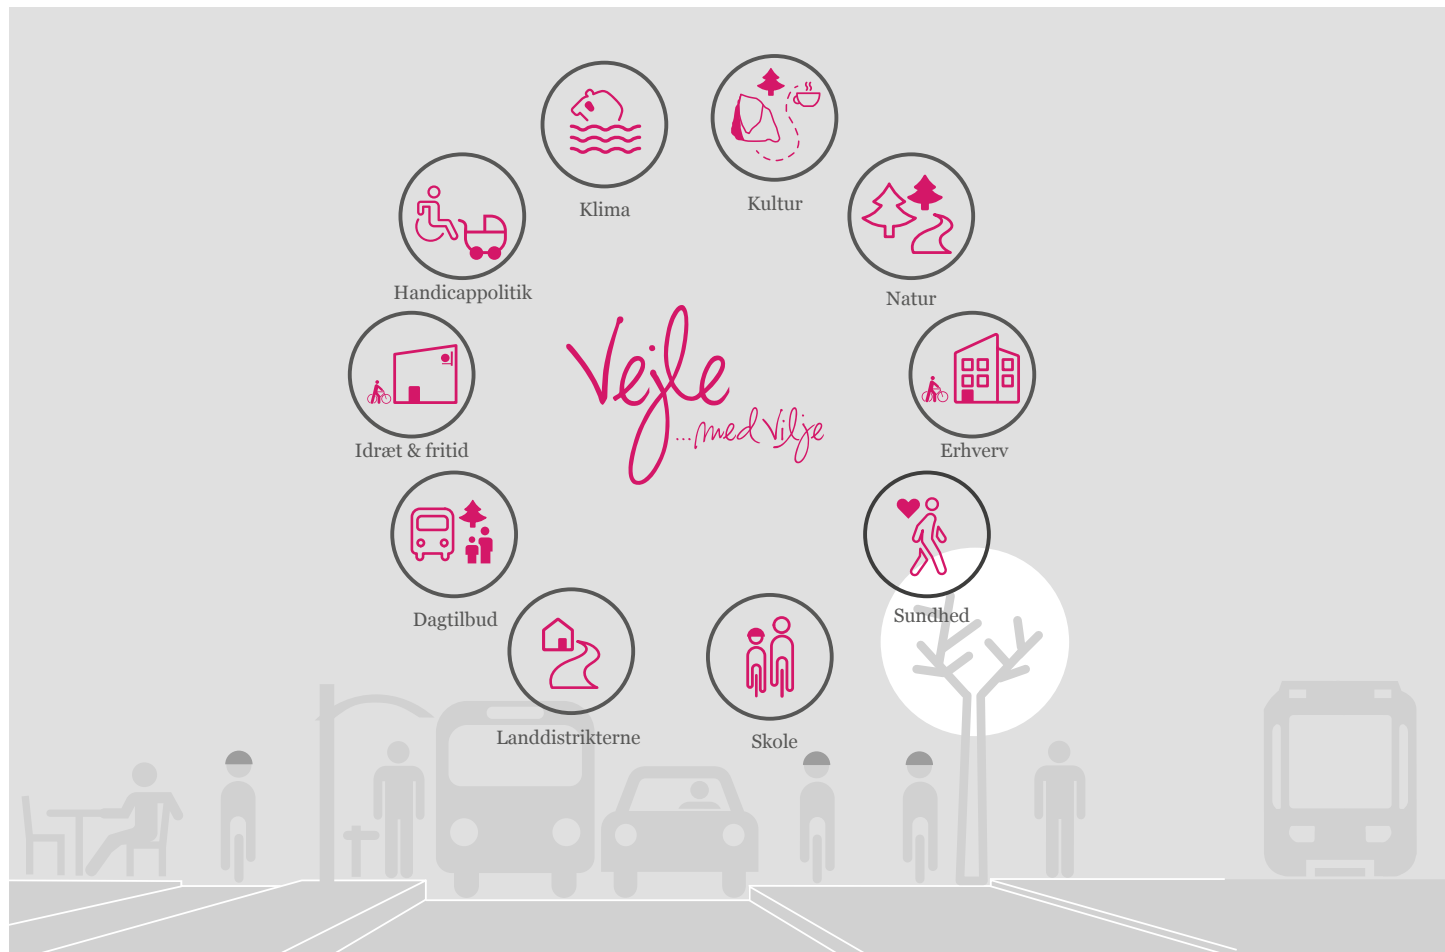 Klima
Kultur
Handicappolitik
Natur
Vejle
...med Vilje
Idræt & fritid
Erhverv
Dagtilbud
Sundhed
Landdistrikterne
Skole